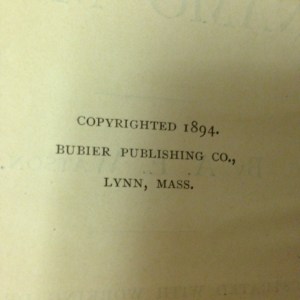 COPYRIGHTED 1894.
BUBIER PUBLISHING CO.,
LYNN, MASS.